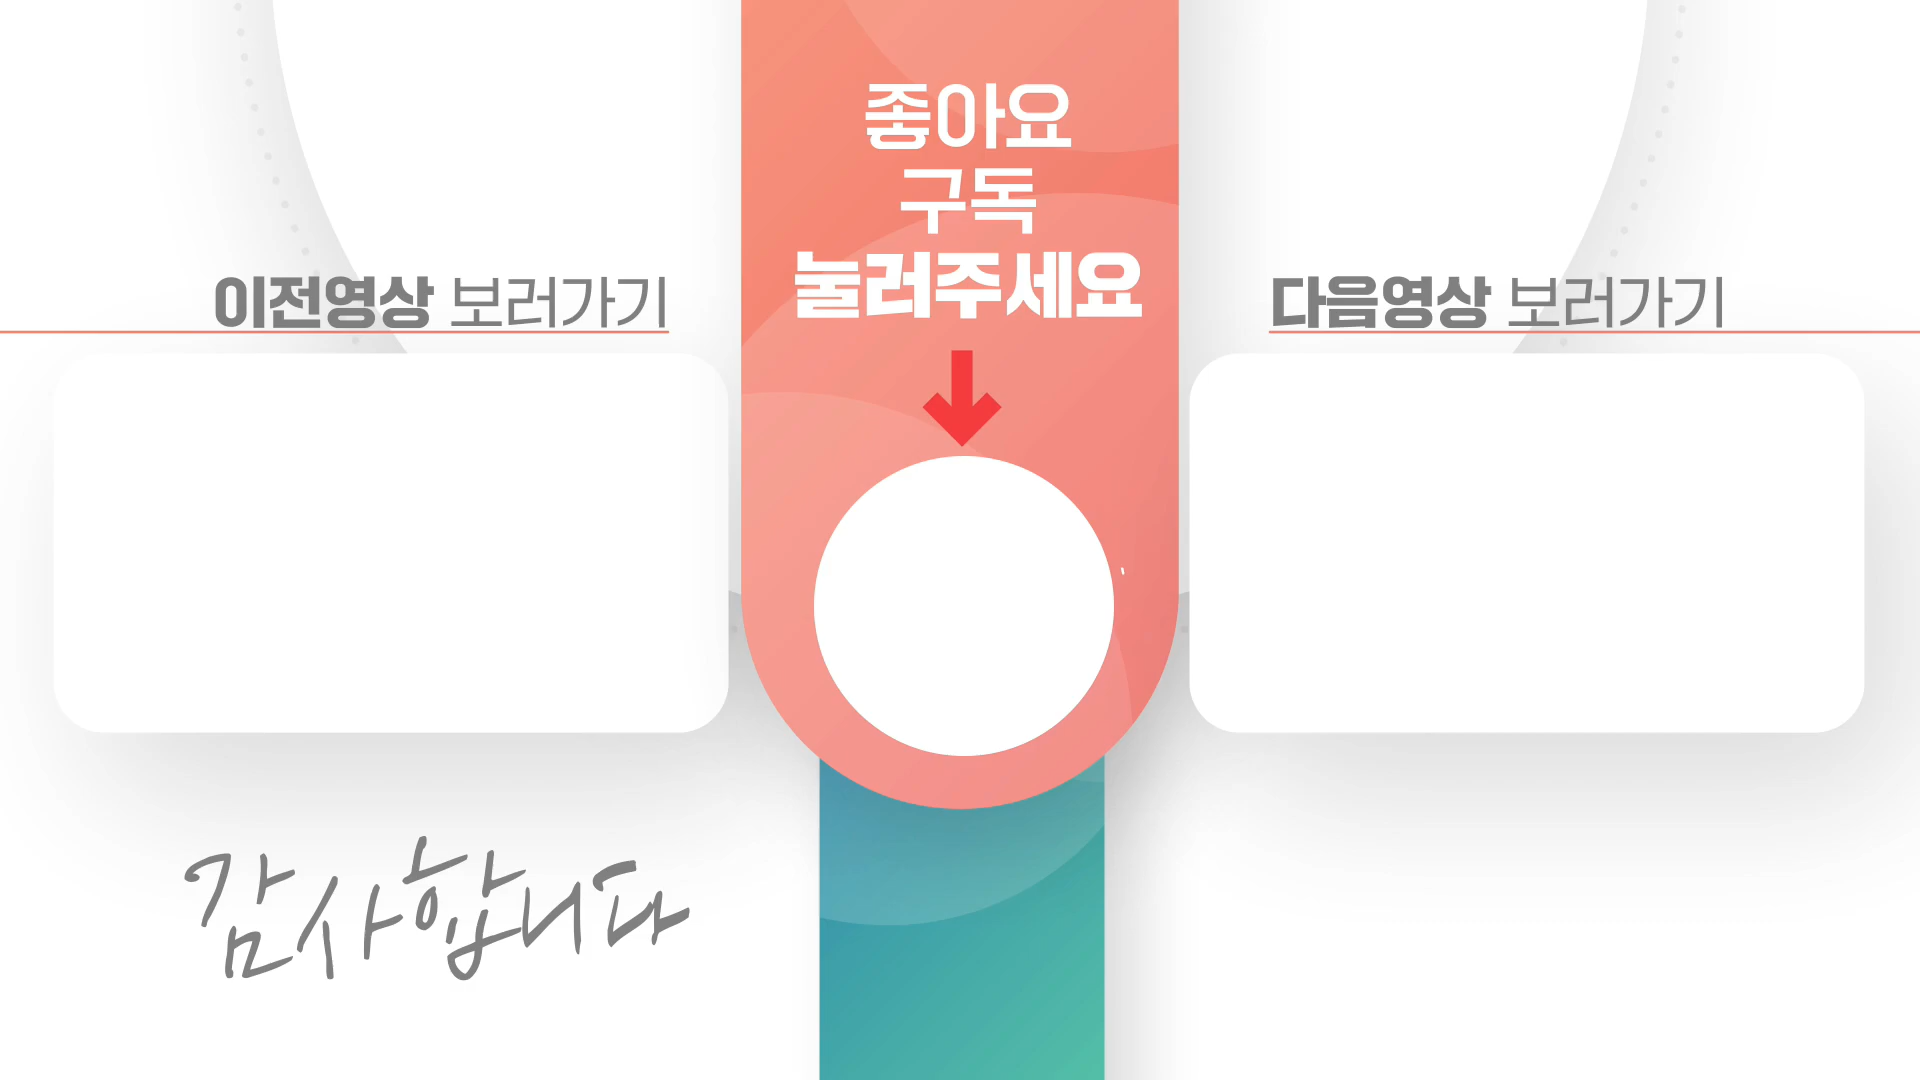 좋아요
구독
눌러주세요
이전영상 보러가기
다음영상 보러가기
감사합니다